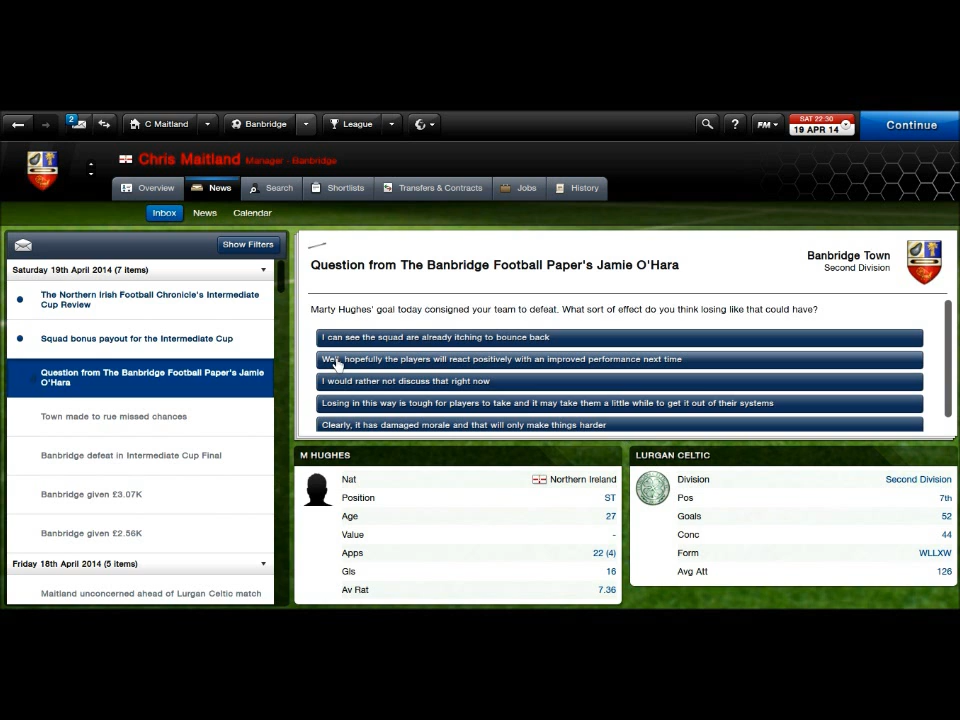 2
C Maitland
Banbridge
League
?
FM
SAT 22:30
19 APR 14
Continue
Chris Maitland Manager - Banbridge
Overview
News
Search
Shortlists
Transfers & Contracts
Jobs
History
Inbox
News
Calendar
Show Filters
Saturday 19th April 2014 (7 items)
The Northern Irish Football Chronicle's Intermediate
Cup Review
Squad bonus payout for the Intermediate Cup
Question from The Banbridge Football Paper's Jamie
O'Hara
Town made to rue missed chances
Banbridge defeat in Intermediate Cup Final
Banbridge given £3.07K
Banbridge given £2.56K
Friday 18th April 2014 (5 items)
Maitland unconcerned ahead of Lurgan Celtic match
Question from The Banbridge Football Paper's Jamie O'Hara
Banbridge Town
Second Division
Marty Hughes' goal today consigned your team to defeat. What sort of effect do you think losing like that could have?
I can see the squad are already itching to bounce back
Well, hopefully the players will react positively with an improved performance next time
I would rather not discuss that right now
Losing in this way is tough for players to take and it may take them a little while to get it out of their systems
Clearly, it has damaged morale and that will only make things harder
M HUGHES
Nat Northern Ireland
Position ST
Age 27
Value -
Apps 22 (4)
Gls 16
Av Rat 7.36
LURGAN CELTIC
Division Second Division
Pos 7th
Goals 52
Conc 44
Form WLLXW
Avg Att 126